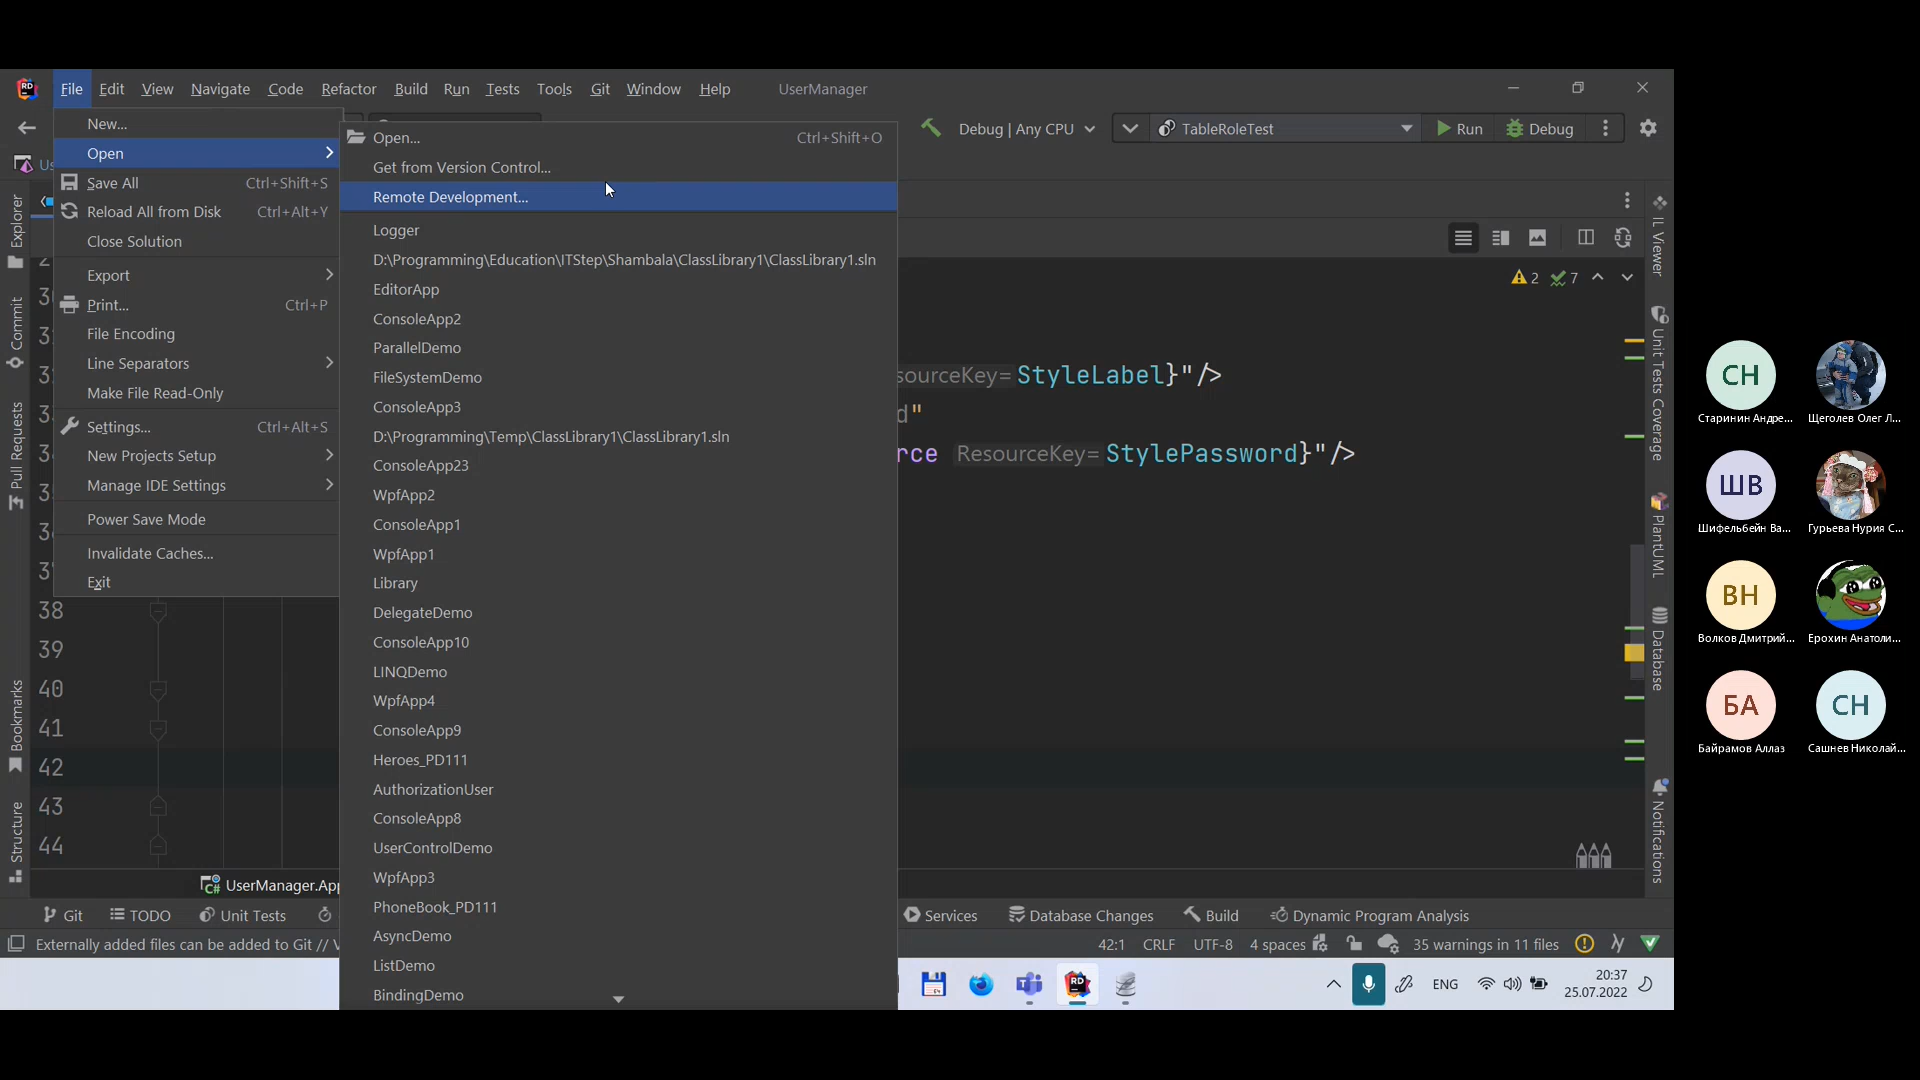 RD File Edit View Navigate Code Refactor Build Run Tests Tools Git Window Help UserManager
New...
Open
Save All Ctrl+Shift+S
Reload All from Disk Ctrl+Alt+Y
Close Solution
Export
Print... Ctrl+P
File Encoding
Line Separators
Make File Read-Only
Settings... Ctrl+Alt+S
New Projects Setup
Manage IDE Settings
Power Save Mode
Invalidate Caches...
Exit
Open... Ctrl+Shift+O
Get from Version Control...
Remote Development...
Logger
D:\Programming\Education\ITStep\Shambala\ClassLibrary1\ClassLibrary1.sln
EditorApp
ConsoleApp2
ParallelDemo
FileSystemDemo
ConsoleApp3
D:\Programming\Temp\ClassLibrary1\ClassLibrary1.sln
ConsoleApp23
WpfApp2
ConsoleApp1
WpfApp1
Library
DelegateDemo
ConsoleApp10
LINQDemo
WpfApp4
ConsoleApp9
Heroes_PD111
AuthorizationUser
ConsoleApp8
UserControlDemo
WpfApp3
PhoneBook_PD111
AsyncDemo
ListDemo
BindingDemo
Debug | Any CPU TableRoleTest Run Debug
2 7
sourceKey= StyleLabel}"/>
d"
rce ResourceKey= StylePassword}"/>
38
39
40
41
42
43
44
Explorer
Commit
Pull Requests
Bookmarks
Structure
IL Viewer
Unit Tests Coverage
PlantUML
Database
Notifications
UserManager.App
Git TODO Unit Tests Services Database Changes Build Dynamic Program Analysis
Externally added files can be added to Git // V 42:1 CRLF UTF-8 4 spaces 35 warnings in 11 files
ENG 20:37
25.07.2022
СН
Старинин Андре...
Щеголев Олег Л...
ШВ
Шифельбейн Ва...
Гурьева Нурия С...
ВН
Волков Дмитрий...
Ерохин Анатоли...
БА
Байрамов Аллаз
СН
Сашнев Николай...